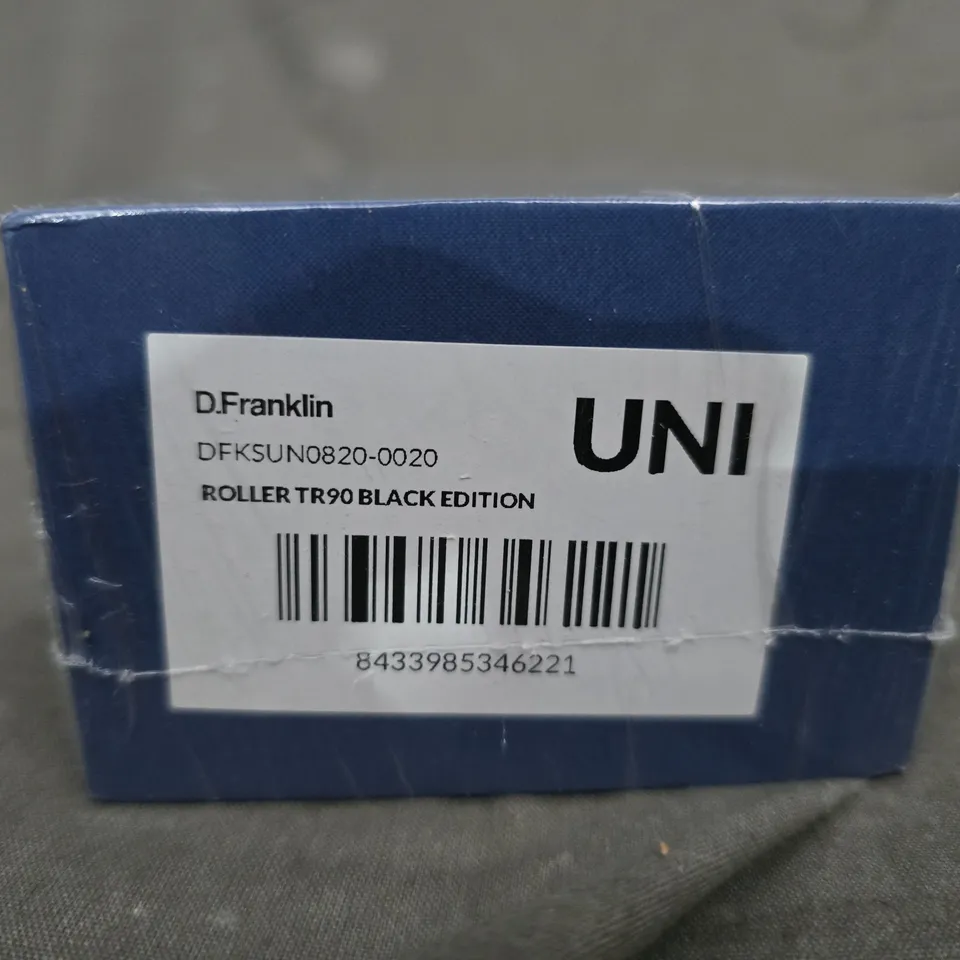 D.Franklin
UNI
DFKSUN0820-0020
ROLLER TR90 BLACK EDITION
8433985346221